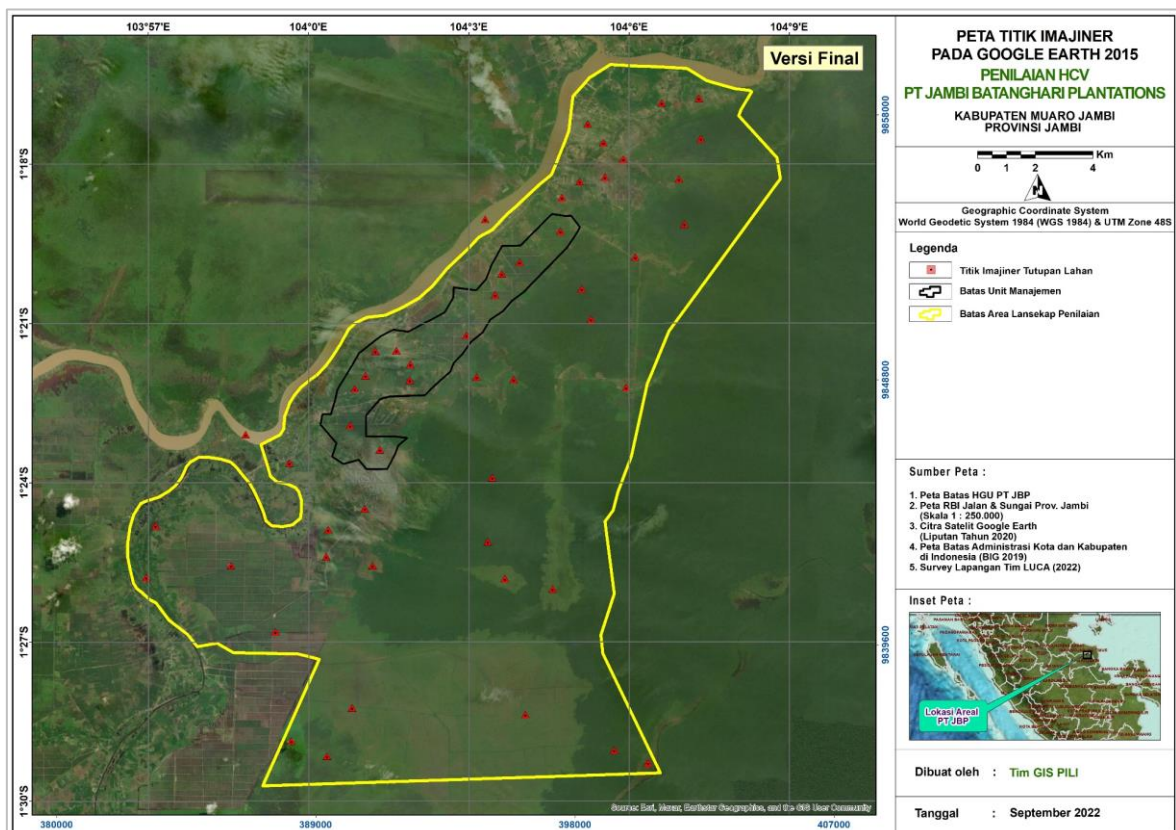 103°57'E
104°0'E
104°3'E
104°6'E
104°9'E
Versi Final
1°18'S
1°21'S
1°24'S
1°27'S
1°30'S
9858000
9848800
9839600
380000
389000
398000
407000
Source: Esri, Maxar, Earthstar Geographics, and the GIS User Community
PETA TITIK IMAJINER
PADA GOOGLE EARTH 2015
PENILAIAN HCV
PT JAMBI BATANGHARI PLANTATIONS
KABUPATEN MUARO JAMBI
PROVINSI JAMBI
Km
0 0.5 1 2 4
Geographic Coordinate System
World Geodetic System 1984 (WGS 1984) & UTM Zone 48S
Legenda
Titik Imajiner Tutupan Lahan
Batas Unit Manajemen
Batas Area Lansekap Penilaian
Sumber Peta :
1. Peta Batas HGU PT JBP
2. Peta RBI Jalan & Sungai Prov. Jambi
(Skala 1 : 250.000)
3. Citra Satelit Google Earth
(Liputan Tahun 2020)
4. Peta Batas Administrasi Kota dan Kabupaten
di Indonesia (BIG 2019)
5. Survey Lapangan Tim LUCA (2022)
Inset Peta :
Lokasi Areal
PT JBP
Dibuat oleh : Tim GIS PILI
Tanggal : September 2022